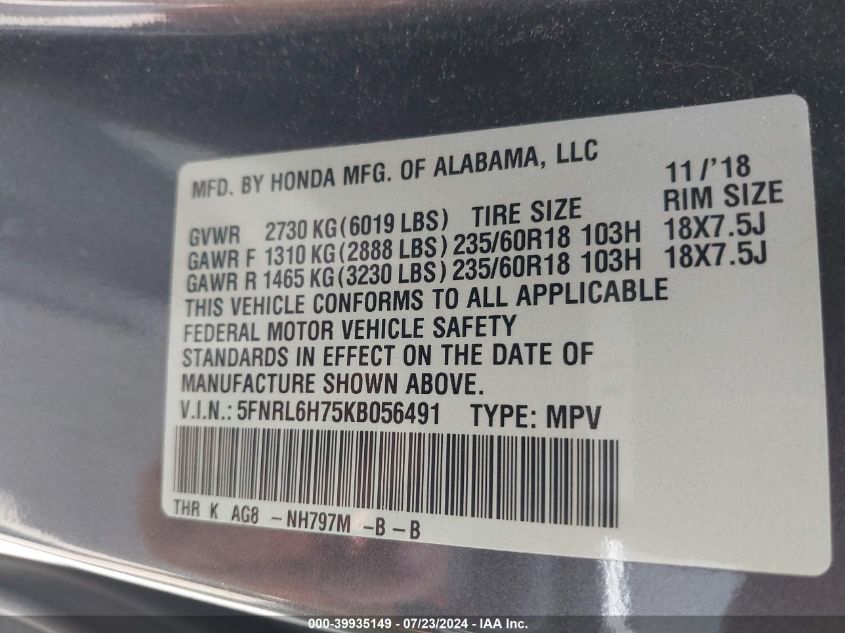 MFD. BY HONDA MFG. OF ALABAMA, LLC 11/'18
GVWR 2730 KG(6019 LBS) TIRE SIZE RIM SIZE
GAWR F 1310 KG(2888 LBS) 235/60R18 103H 18X7.5J
GAWR R 1465 KG(3230 LBS) 235/60R18 103H 18X7.5J
THIS VEHICLE CONFORMS TO ALL APPLICABLE
FEDERAL MOTOR VEHICLE SAFETY
STANDARDS IN EFFECT ON THE DATE OF
MANUFACTURE SHOWN ABOVE.
V.I.N.: 5FNRL6H75KB056491 TYPE: MPV
THR K AG8 -NH797M -B-B
000-39935149 - 07/23/2024 - IAA Inc.